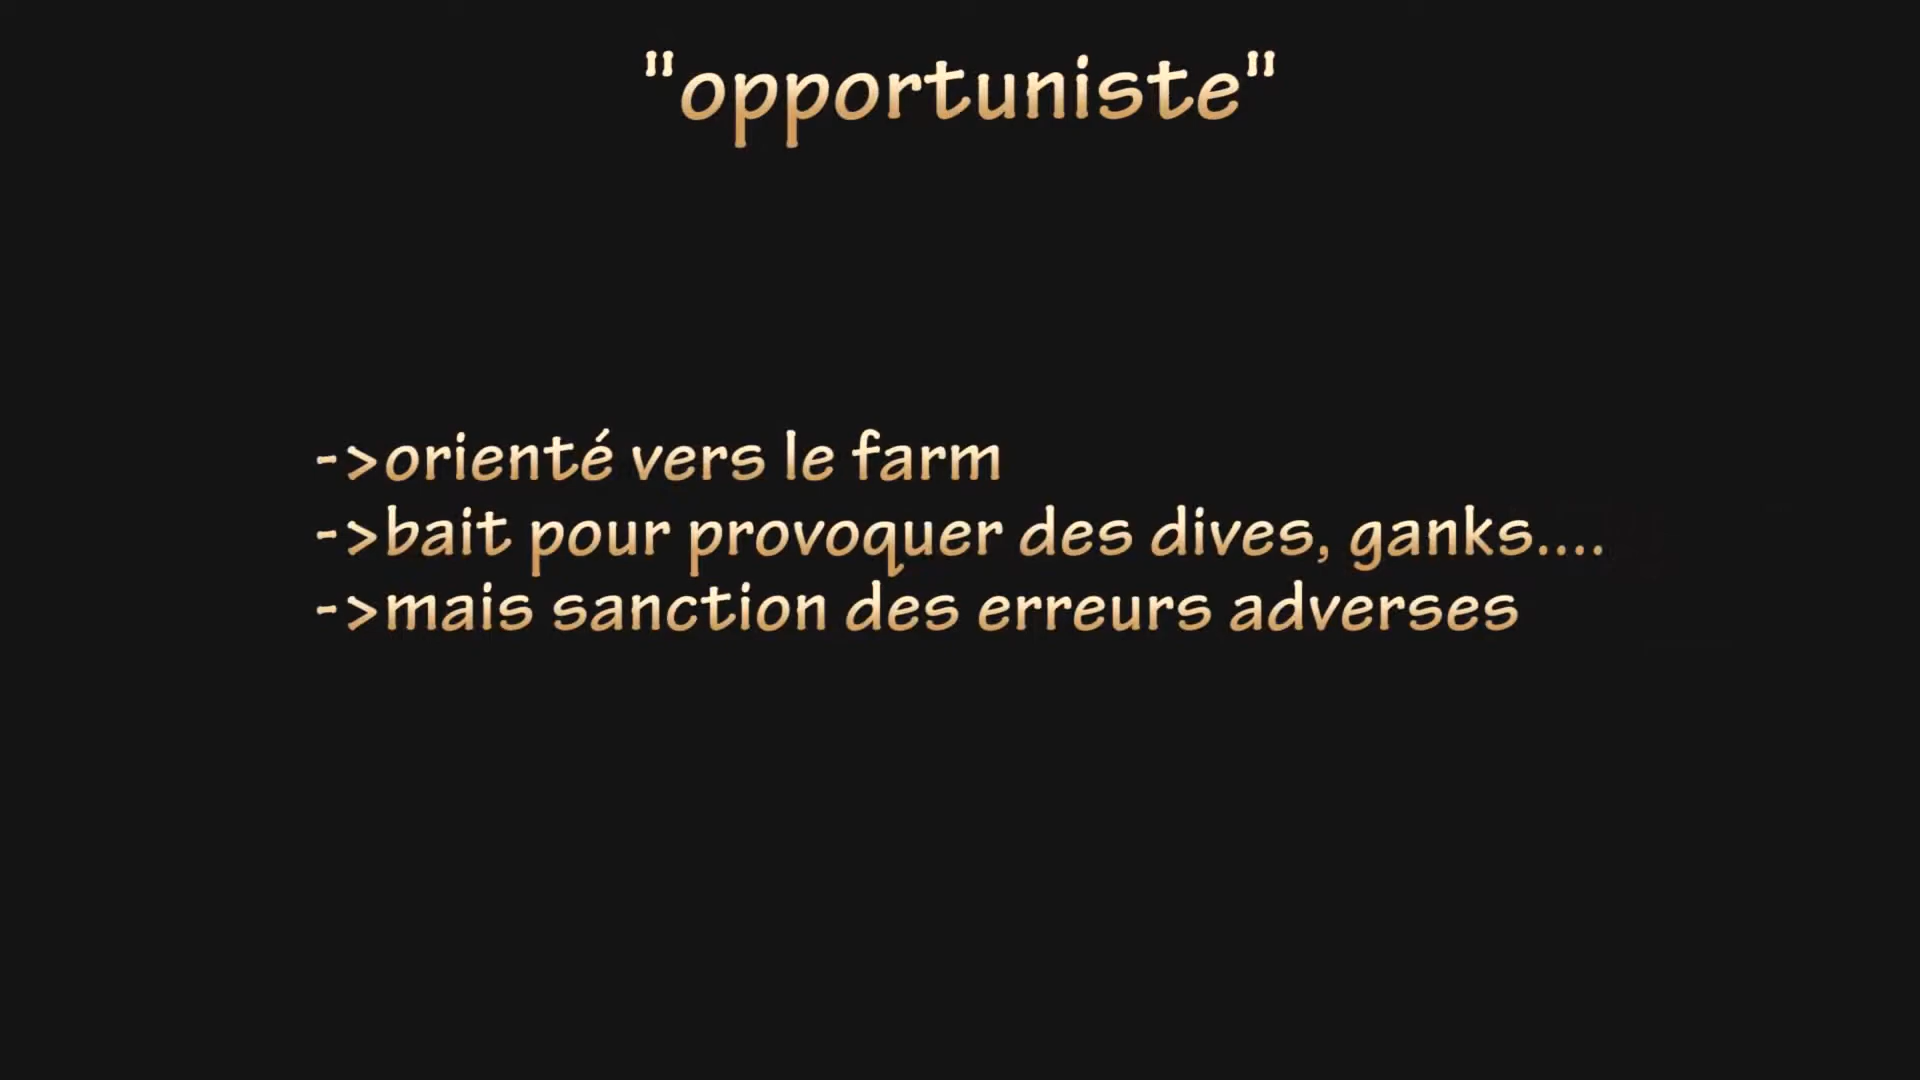 "opportuniste"
->orienté vers le farm
->bait pour provoquer des dives, ganks....
->mais sanction des erreurs adverses